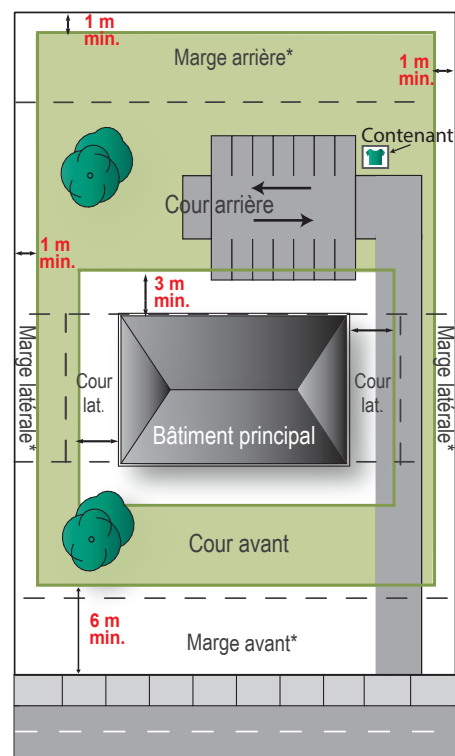 1 m
min.
Marge arrière*
1 m
min.
Contenant
Cour arrière
1 m
min.
3 m
min.
Marge latérale*
Cour
lat.
Bâtiment principal
Cour
lat.
Marge latérale*
Cour avant
6 m
min.
Marge avant*